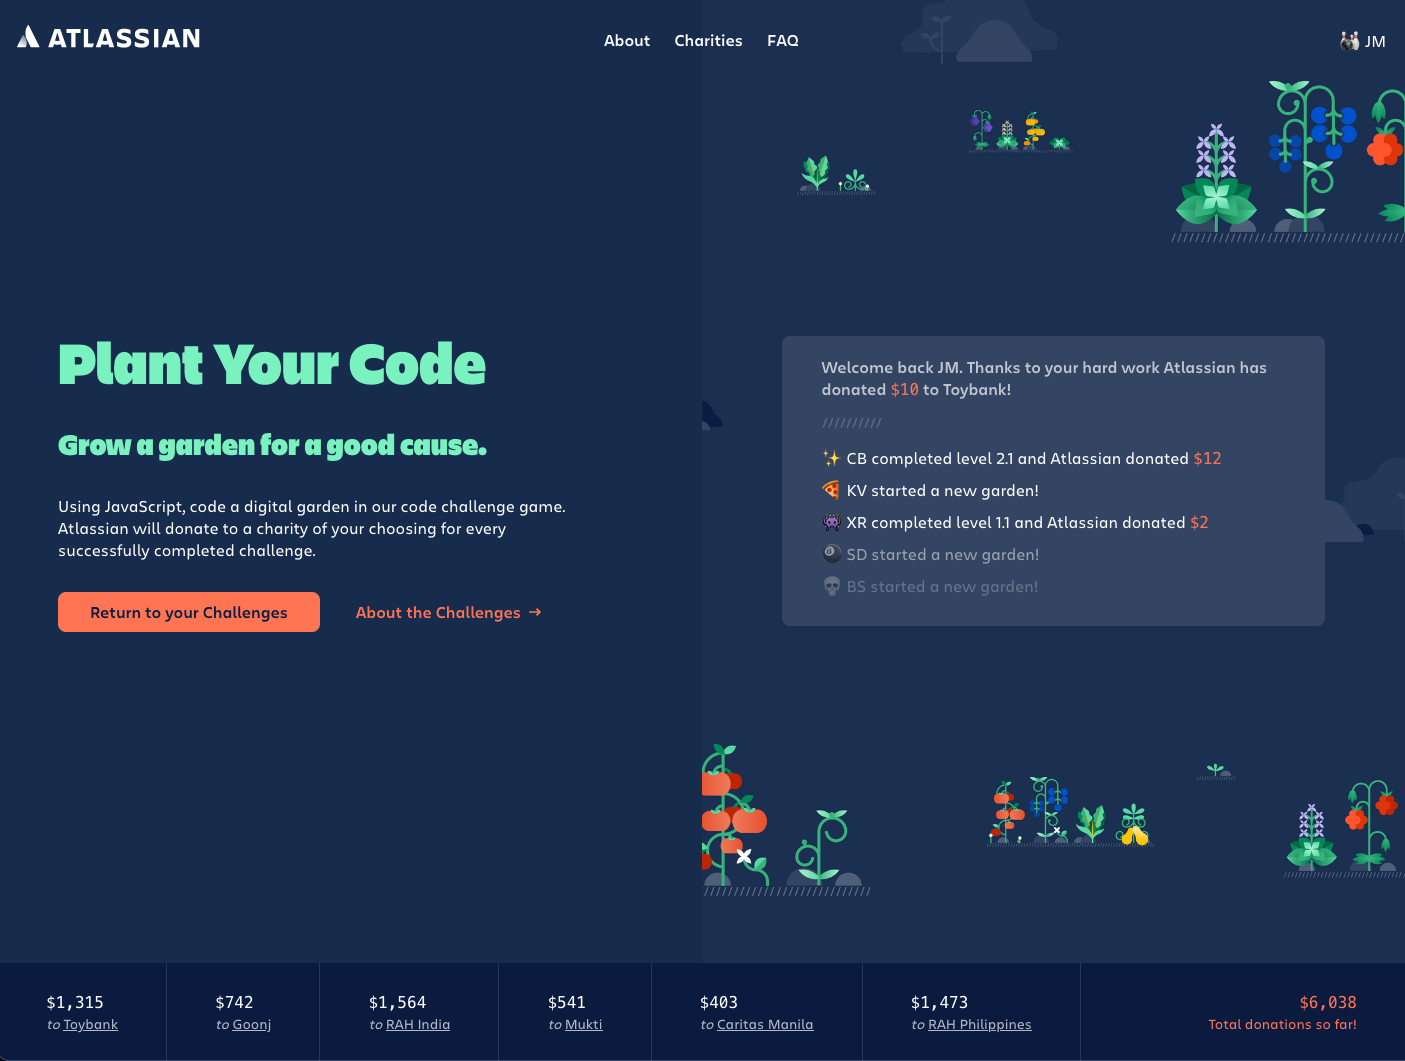 ATLASSIAN
About Charities FAQ
JM
Plant Your Code
Grow a garden for a good cause.
Using JavaScript, code a digital garden in our code challenge game.
Atlassian will donate to a charity of your choosing for every
successfully completed challenge.
Return to your Challenges
About the Challenges →
Welcome back JM. Thanks to your hard work Atlassian has
donated $10 to Toybank!
//////////
✨ CB completed level 2.1 and Atlassian donated $12
🍕 KV started a new garden!
👾 XR completed level 1.1 and Atlassian donated $2
🎱 SD started a new garden!
💀 BS started a new garden!
$1,315
to Toybank
$742
to Goonj
$1,564
to RAH India
$541
to Mukti
$403
to Caritas Manila
$1,473
to RAH Philippines
$6,038
Total donations so far!